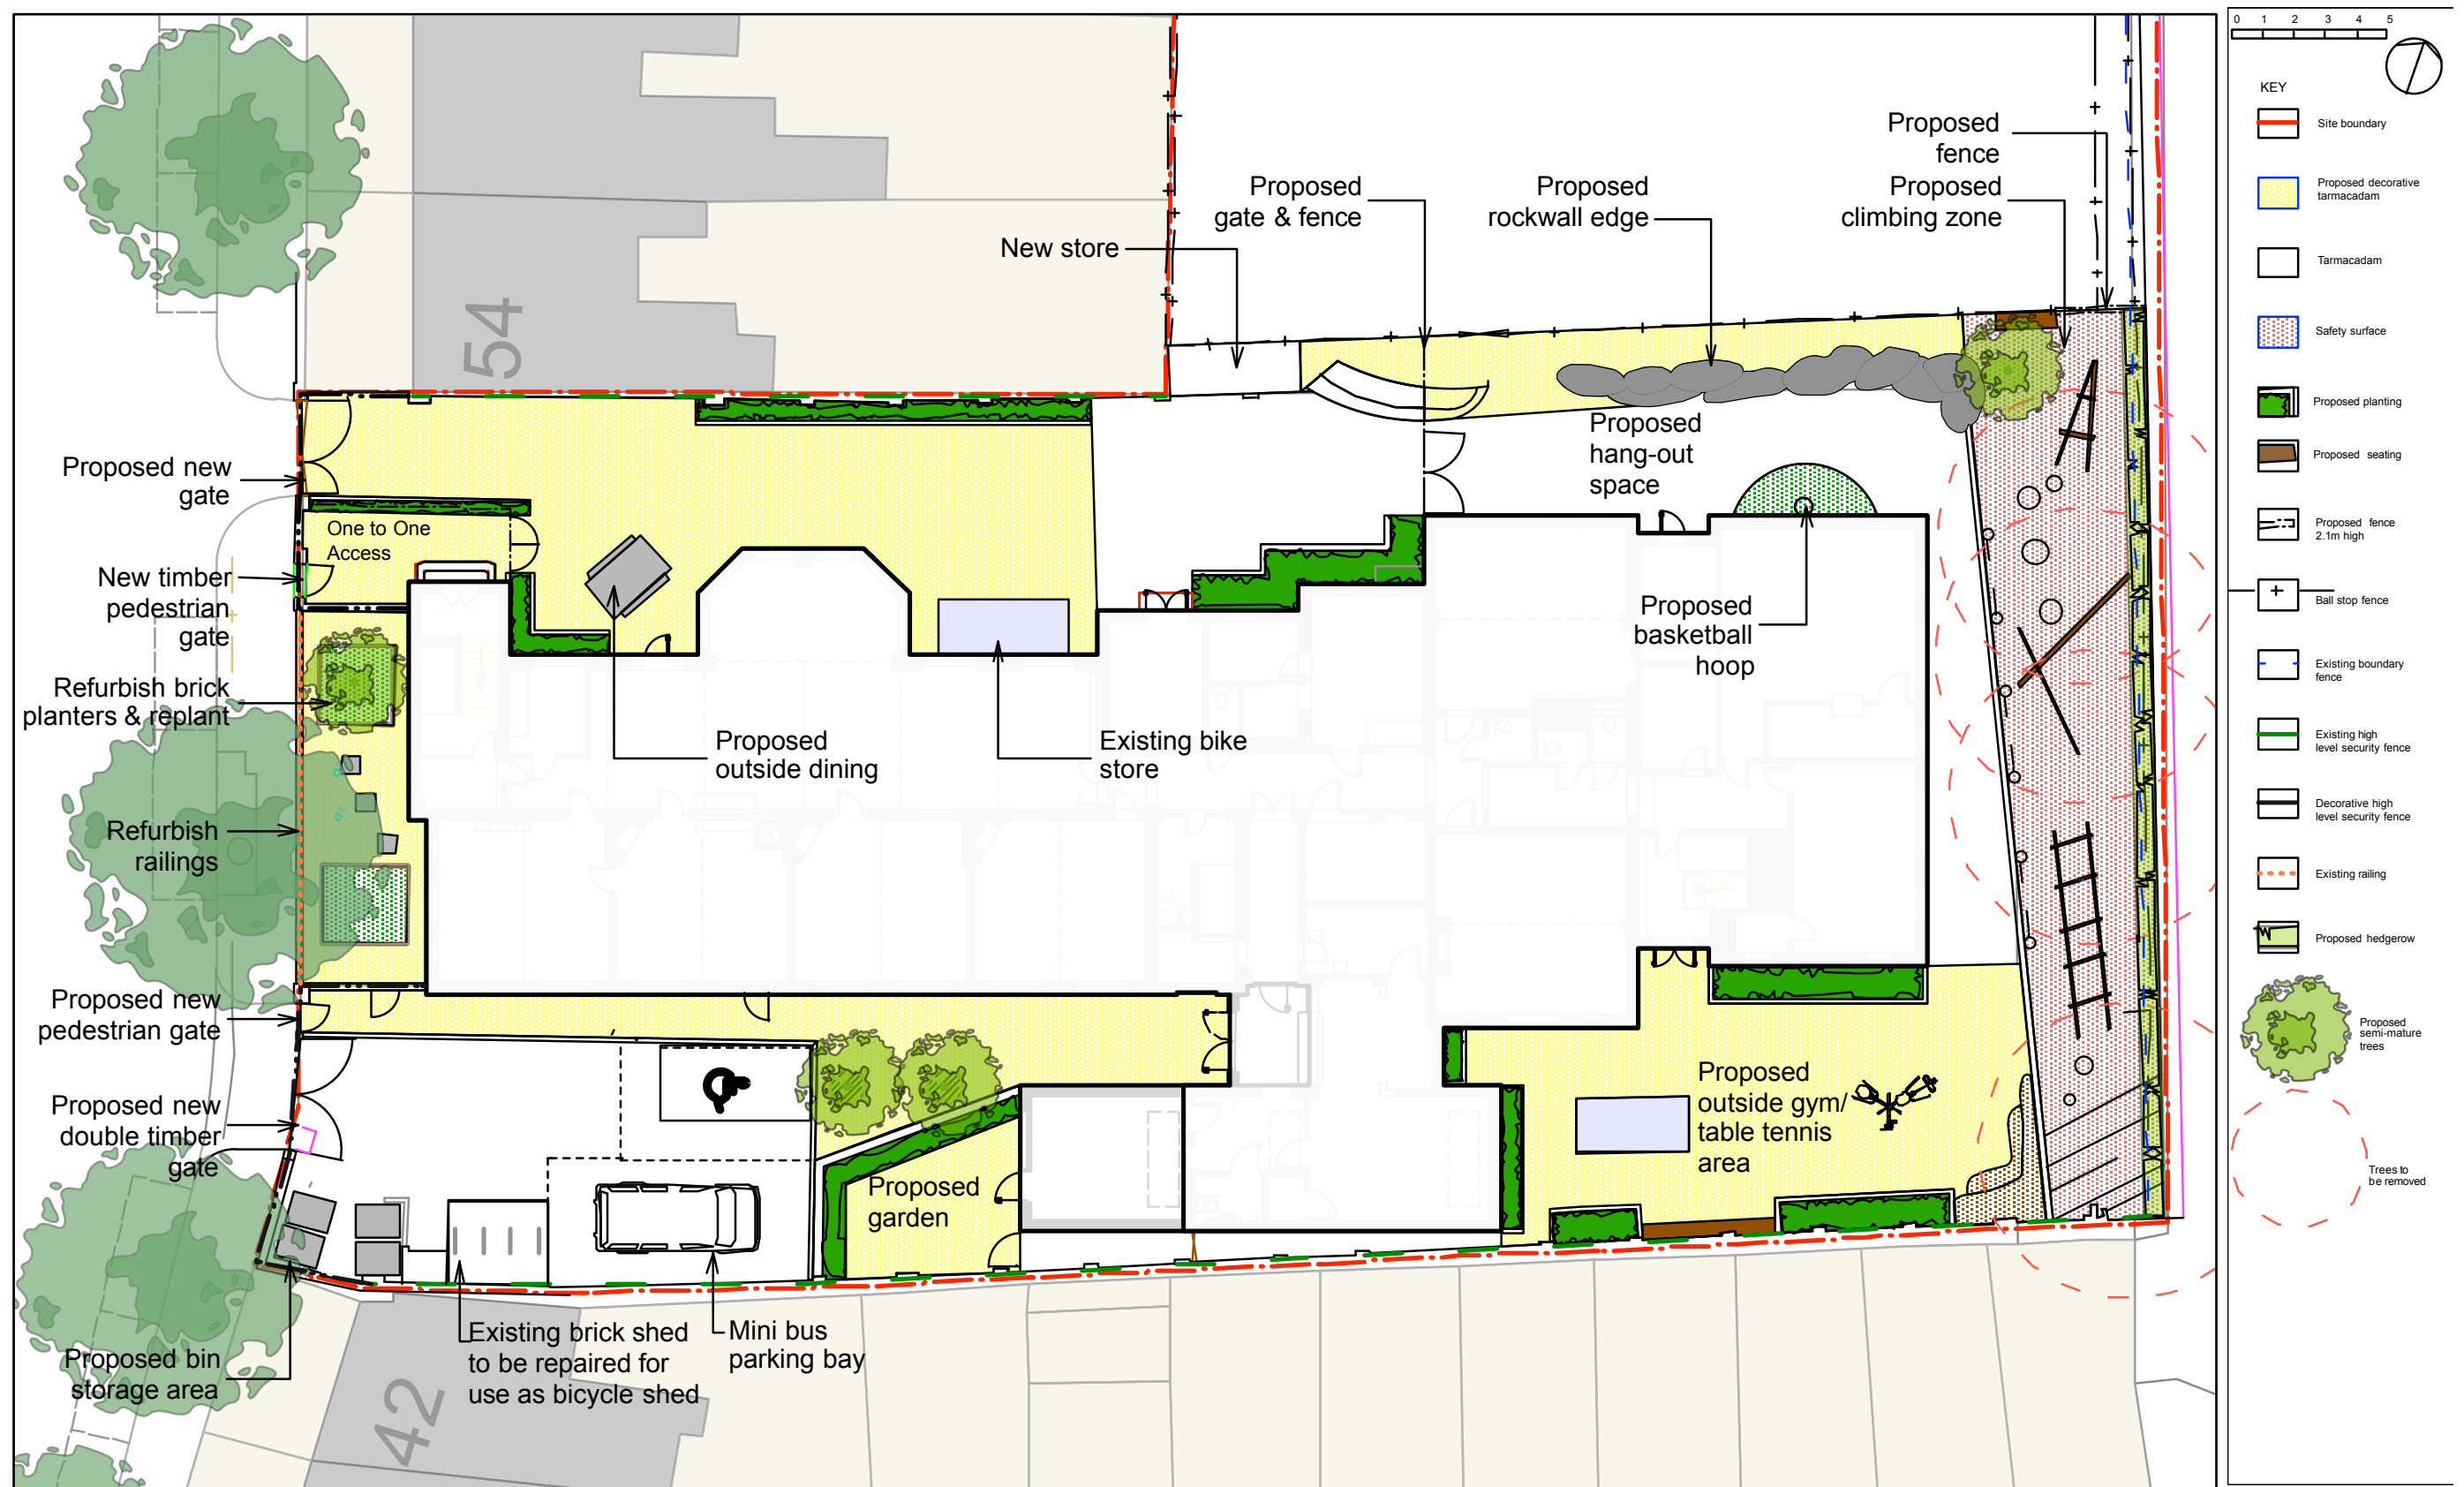 54
Proposed
fence
Proposed
climbing zone
Proposed
gate & fence
Proposed
rockwall edge
New store
Proposed new
gate
One to One
Access
New timber
pedestrian
gate
Refurbish brick
planters & replant
Refurbish
railings
Proposed
hang-out
space
Proposed
basketball
hoop
Proposed
outside dining
Existing bike
store
Proposed new
pedestrian gate
Proposed new
double timber
gate
Proposed bin
storage area
Proposed
garden
Proposed
outside gym/
table tennis
area
Existing brick shed
to be repaired for
use as bicycle shed
Mini bus
parking bay
42
0 1 2 3 4 5
KEY
Site boundary
Proposed decorative
tarmacadam
Tarmacadam
Safety surface
Proposed planting
Proposed seating
Proposed fence
2.1m high
Ball stop fence
Existing boundary
fence
Existing high
level security fence
Decorative high
level security fence
Existing railing
Proposed hedgerow
Proposed
semi-mature
trees
Trees to
be removed